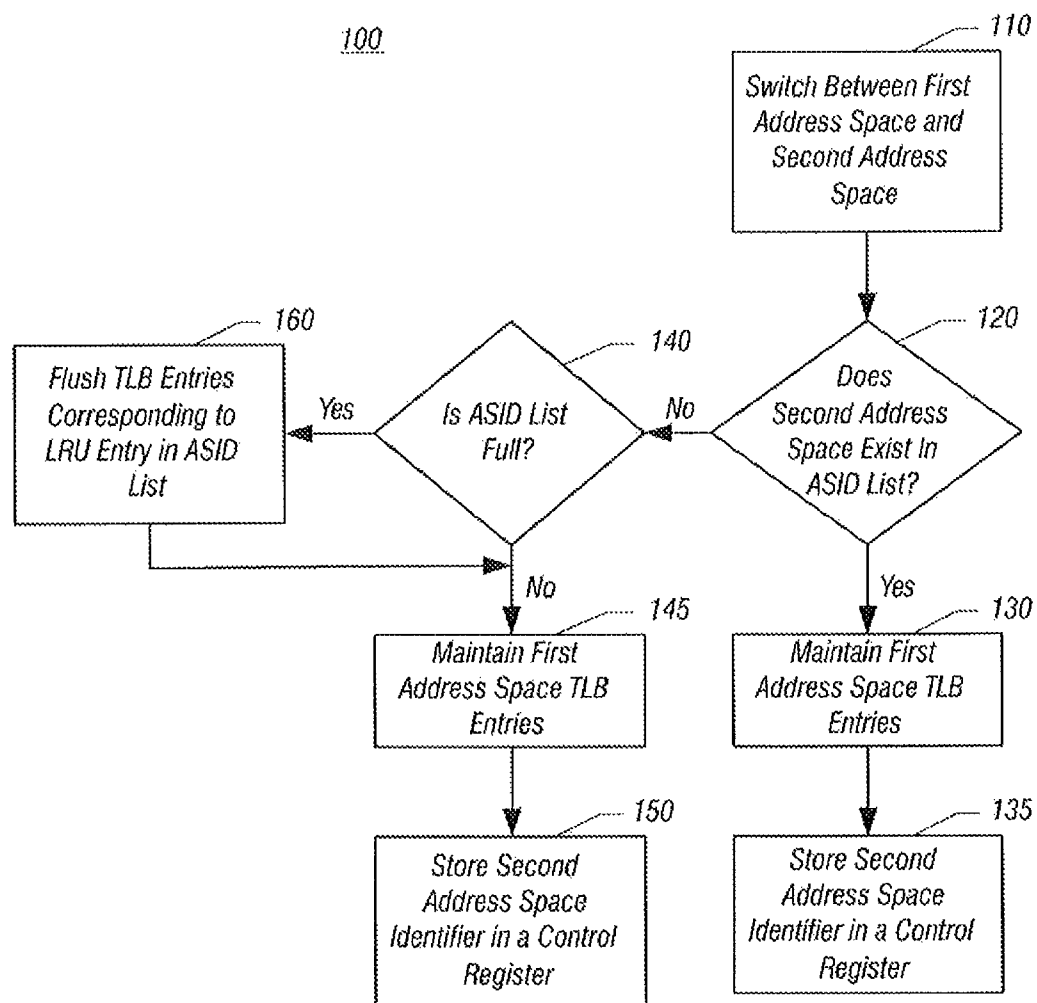 100
110
Switch Between First
Address Space and
Second Address
Space
120
Does
Second Address
Space Exist In
ASID List?
No
Yes
140
Is ASID List
Full?
Yes
No
160
Flush TLB Entries
Corresponding to
LRU Entry in ASID
List
145
Maintain First
Address Space TLB
Entries
130
Maintain First
Address Space TLB
Entries
150
Store Second
Address Space
Identifier in a Control
Register
135
Store Second
Address Space
Identifier in a Control
Register